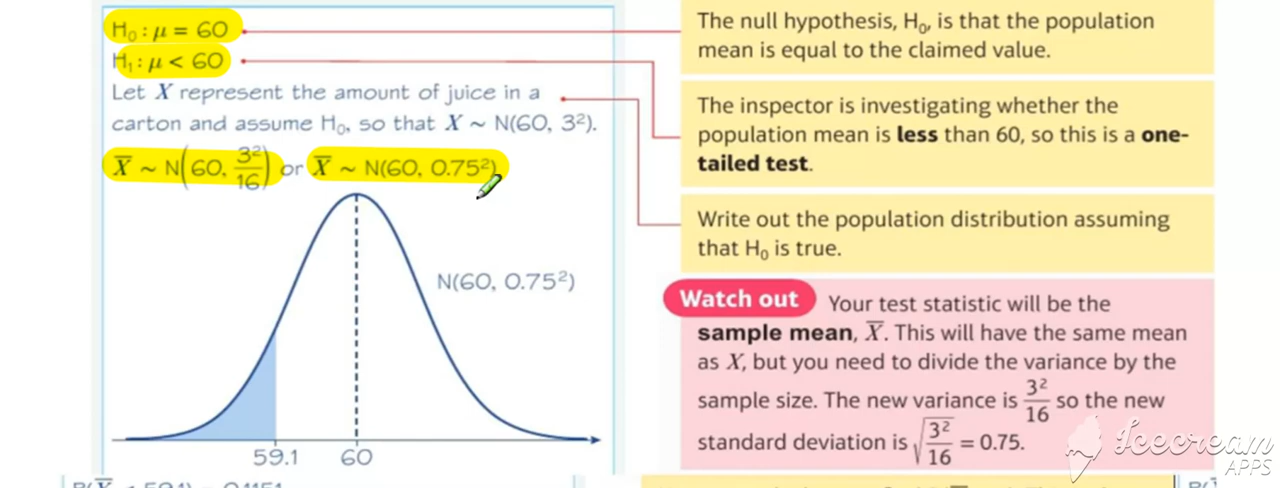 H₀ : μ = 60
H₁ : μ < 60
Let X represent the amount of juice in a
carton and assume H₀, so that X ~ N(60, 3²).
X̅ ~ N(60, 3²/16) or X̅ ~ N(60, 0.75²)
N(60, 0.75²)
59.1 60
The null hypothesis, H₀, is that the population
mean is equal to the claimed value.
The inspector is investigating whether the
population mean is less than 60, so this is a one-
tailed test.
Write out the population distribution assuming
that H₀ is true.
Watch out Your test statistic will be the
sample mean, X̅. This will have the same mean
as X, but you need to divide the variance by the
sample size. The new variance is 3²/16 so the new
standard deviation is √(3²/16) = 0.75.
Icecream
APPS